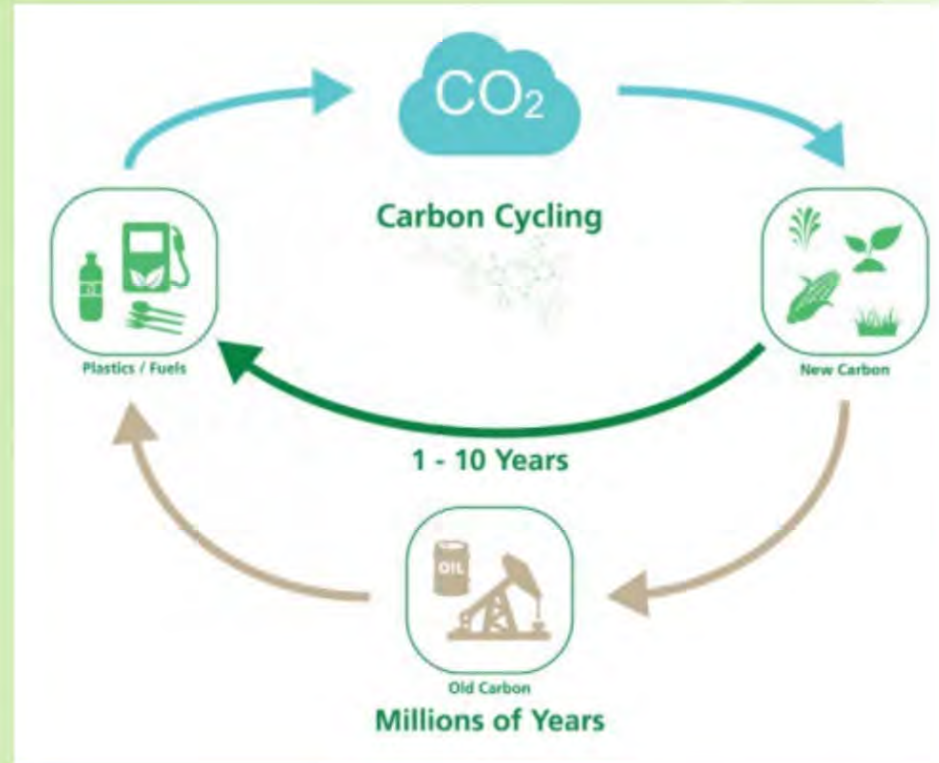 CO₂
Carbon Cycling
Plastics / Fuels
New Carbon
1 - 10 Years
OIL
Old Carbon
Millions of Years